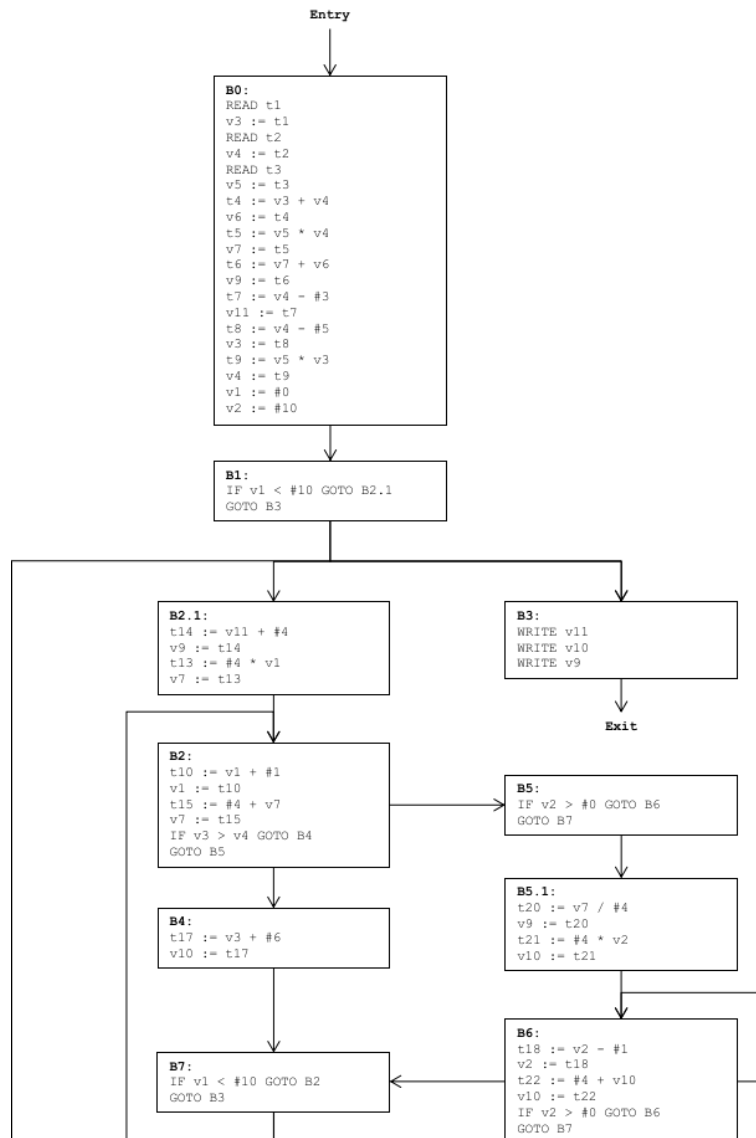 Entry
B0:
READ t1
v3 := t1
READ t2
v4 := t2
READ t3
v5 := t3
t4 := v3 + v4
v6 := t4
t5 := v5 * v4
v7 := t5
t6 := v7 + v6
v9 := t6
t7 := v4 - #3
v11 := t7
t8 := v4 - #5
v3 := t8
t9 := v5 * v3
v4 := t9
v1 := #0
v2 := #10
B1:
IF v1 < #10 GOTO B2.1
GOTO B3
B2.1:
t14 := v11 + #4
v9 := t14
t13 := #4 * v1
v7 := t13
B3:
WRITE v11
WRITE v10
WRITE v9
Exit
B2:
t10 := v1 + #1
v1 := t10
t15 := #4 + v7
v7 := t15
IF v3 > v4 GOTO B4
GOTO B5
B5:
IF v2 > #0 GOTO B6
GOTO B7
B5.1:
t20 := v7 / #4
v9 := t20
t21 := #4 * v2
v10 := t21
B4:
t17 := v3 + #6
v10 := t17
B6:
t18 := v2 - #1
v2 := t18
t22 := #4 + v10
v10 := t22
IF v2 > #0 GOTO B6
GOTO B7
B7:
IF v1 < #10 GOTO B2
GOTO B3